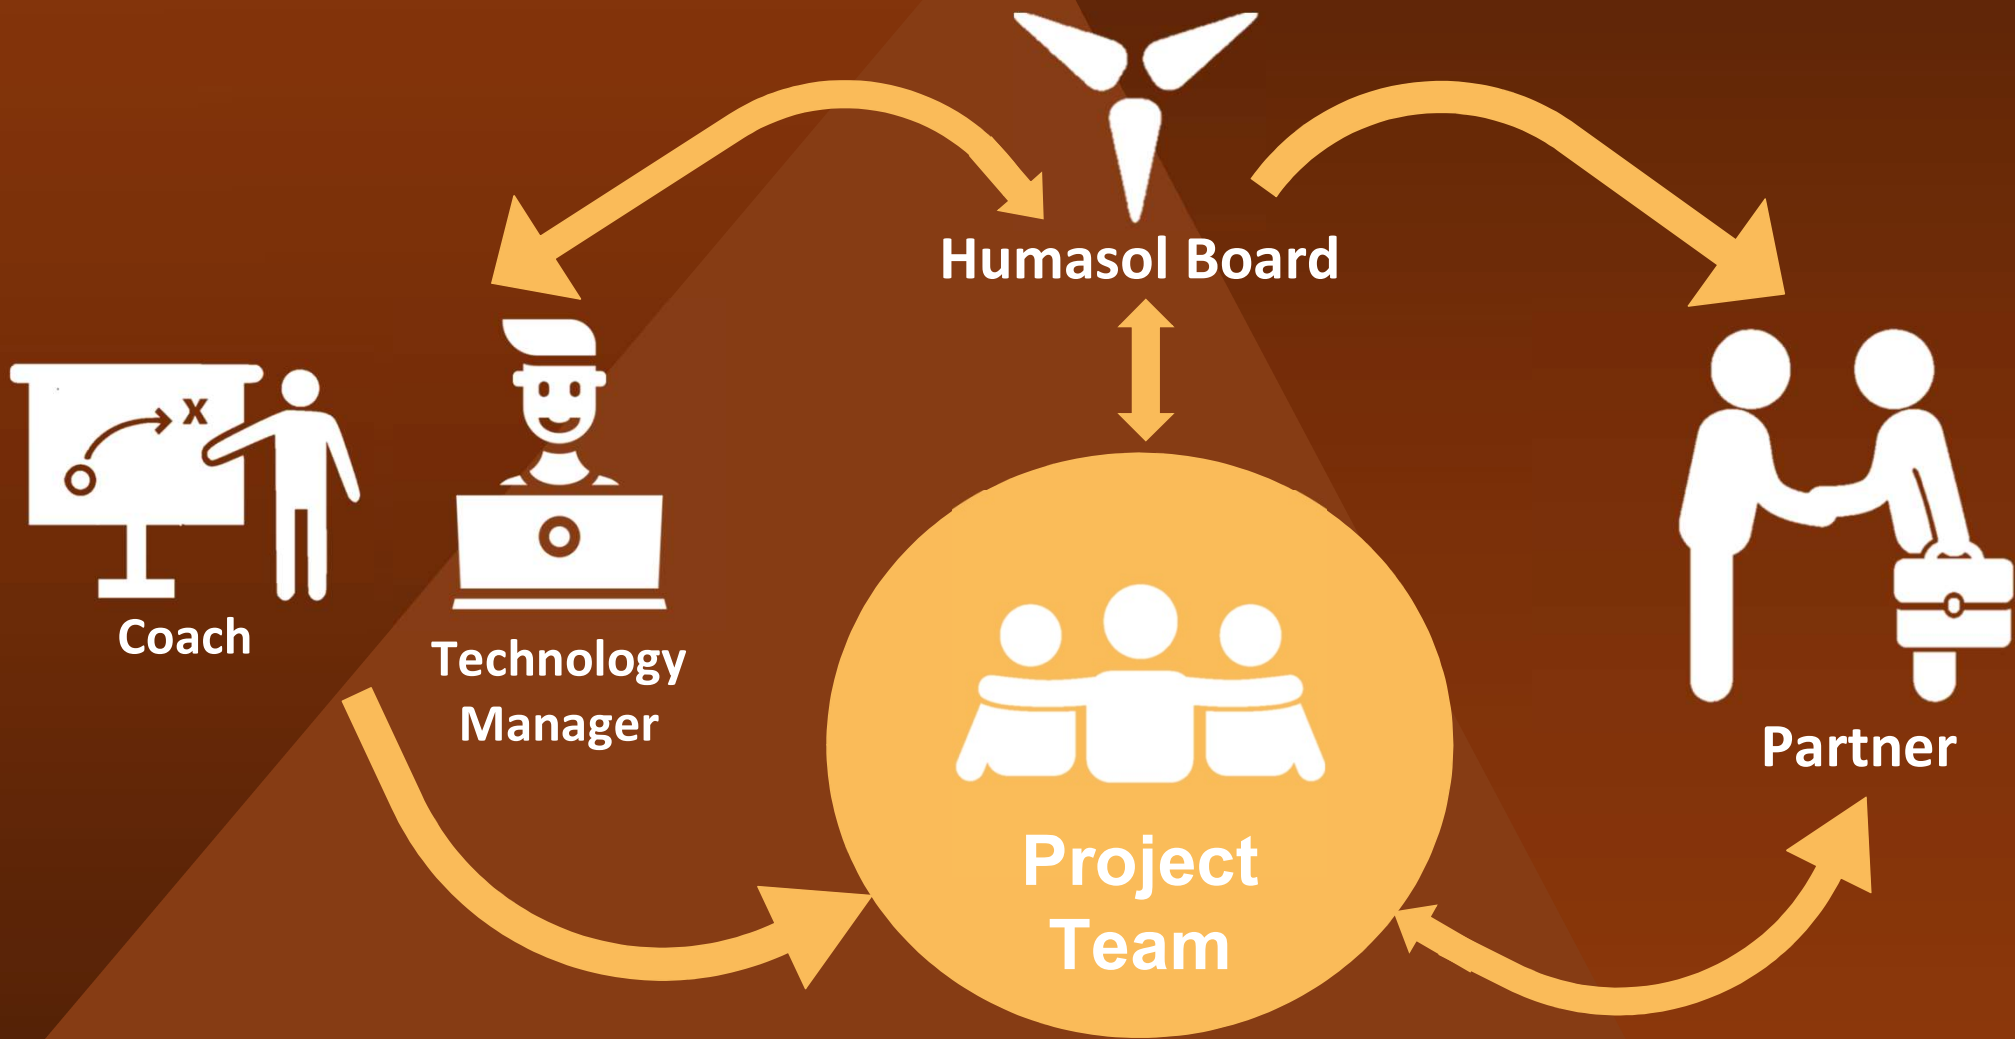 Humasol Board
x
Coach
Technology
Manager
Partner
Project
Team